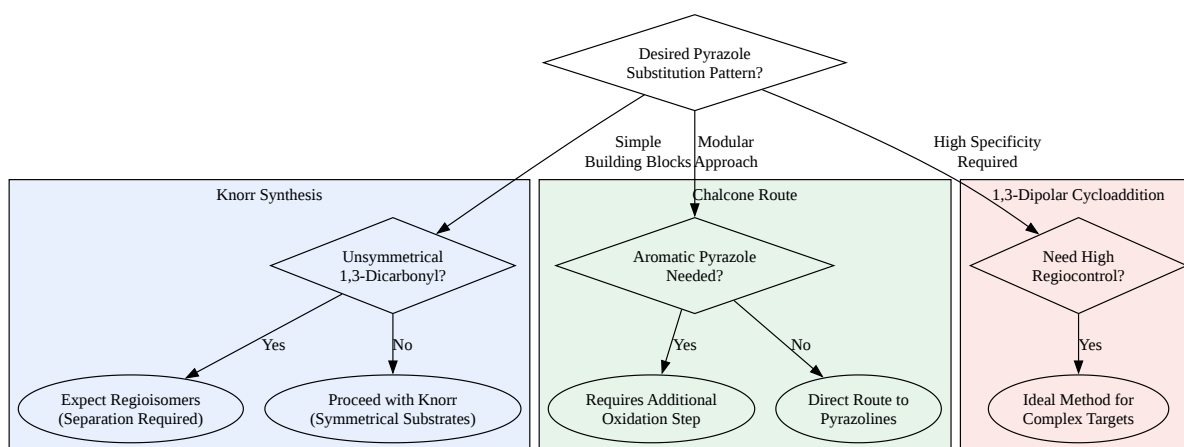 Desired Pyrazole
Substitution Pattern?
Simple
Building Blocks
Modular
Approach
High Specificity
Required
Knorr Synthesis
Chalcone Route
1,3-Dipolar Cycloaddition
Unsymmetrical
1,3-Dicarbonyl?
Aromatic Pyrazole
Needed?
Need High
Regiocontrol?
Yes
No
Yes
No
Yes
Expect Regioisomers
(Separation Required)
Proceed with Knorr
(Symmetrical Substrates)
Requires Additional
Oxidation Step
Direct Route to
Pyrazolines
Ideal Method for
Complex Targets